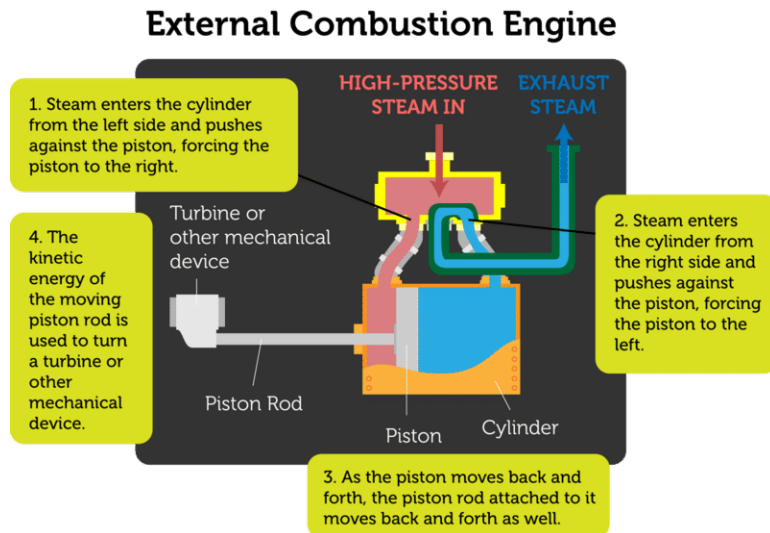 External Combustion Engine
1. Steam enters the cylinder
from the left side and pushes
against the piston, forcing the
piston to the right.
HIGH-PRESSURE
STEAM IN
EXHAUST
STEAM
Turbine or
other mechanical
device
2. Steam enters
the cylinder from
the right side and
pushes against
the piston, forcing
the piston to the
left.
4. The
kinetic
energy of
the moving
piston rod is
used to turn
a turbine or
other
mechanical
device.
Piston Rod
Piston
Cylinder
3. As the piston moves back and
forth, the piston rod attached to it
moves back and forth as well.